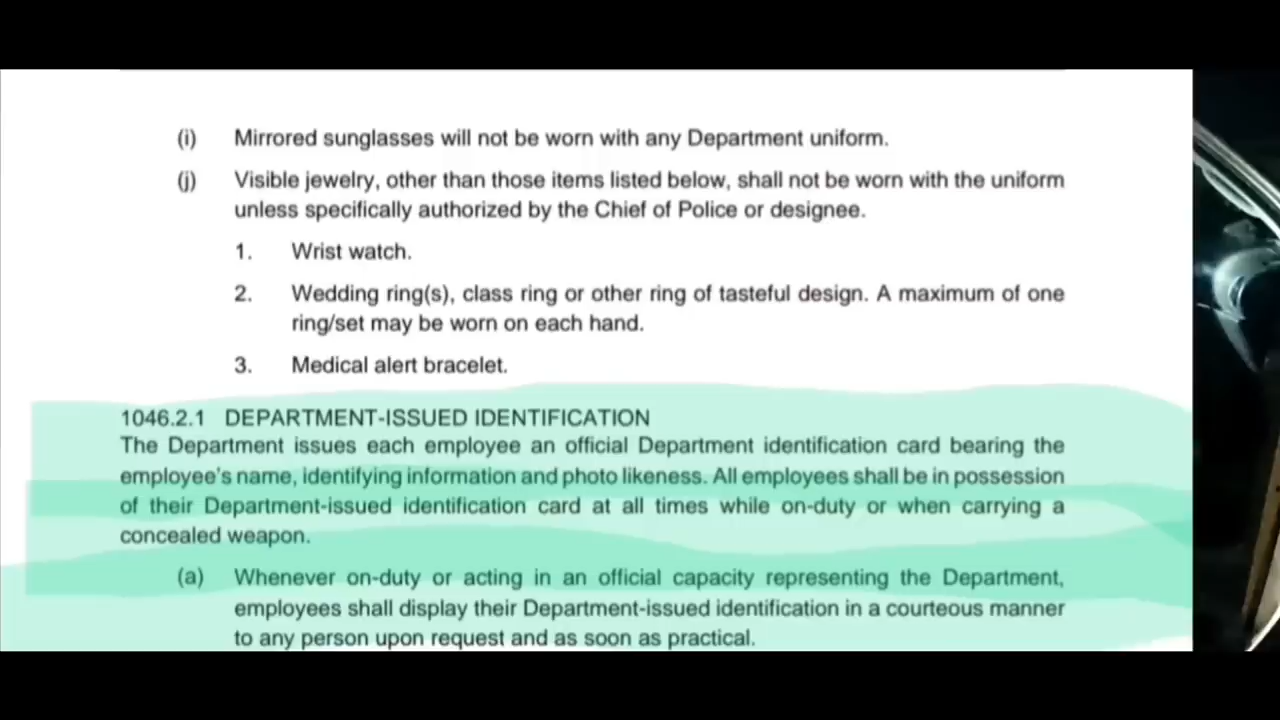 (i) Mirrored sunglasses will not be worn with any Department uniform.
(j) Visible jewelry, other than those items listed below, shall not be worn with the uniform
unless specifically authorized by the Chief of Police or designee.
1. Wrist watch.
2. Wedding ring(s), class ring or other ring of tasteful design. A maximum of one
ring/set may be worn on each hand.
3. Medical alert bracelet.
1046.2.1 DEPARTMENT-ISSUED IDENTIFICATION
The Department issues each employee an official Department identification card bearing the
employee's name, identifying information and photo likeness. All employees shall be in possession
of their Department-issued identification card at all times while on-duty or when carrying a
concealed weapon.
(a) Whenever on-duty or acting in an official capacity representing the Department,
employees shall display their Department-issued identification in a courteous manner
to any person upon request and as soon as practical.